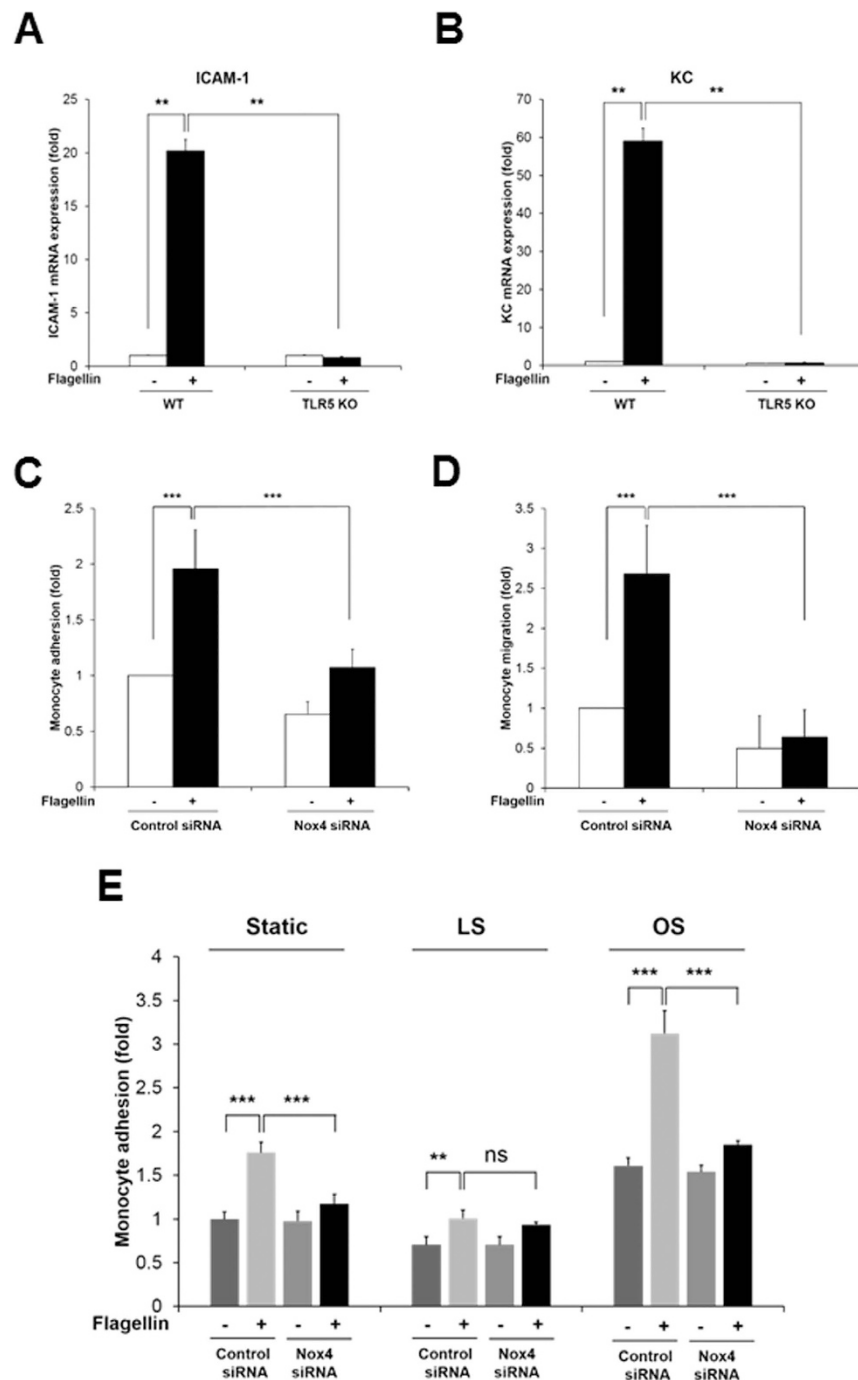 A
B
ICAM-1
KC
ICAM-1 mRNA expression (fold)
25
20
15
10
5
0
**
**
KC mRNA expression (fold)
70
60
50
40
30
20
10
0
**
**
Flagellin
-
+
-
+
WT
TLR5 KO
-
+
-
+
Flagellin
WT
TLR5 KO
C
D
Monocyte adhersion (fold)
2.5
2
1.5
1
0.5
0
***
***
Monocyte migration (fold)
3.5
3
2.5
2
1.5
1
0.5
0
***
***
Flagellin
-
+
-
+
Control siRNA
Nox4 siRNA
Flagellin
-
+
-
+
Control siRNA
Nox4 siRNA
E
Static
LS
OS
Monocyte adhesion (fold)
4
3.5
3
2.5
2
1.5
1
0.5
0
***
***
**
ns
***
***
Flagellin
-
+
-
+
-
+
-
+
-
+
-
+
Control
siRNA
Nox4
siRNA
Control
siRNA
Nox4
siRNA
Control
siRNA
Nox4
siRNA